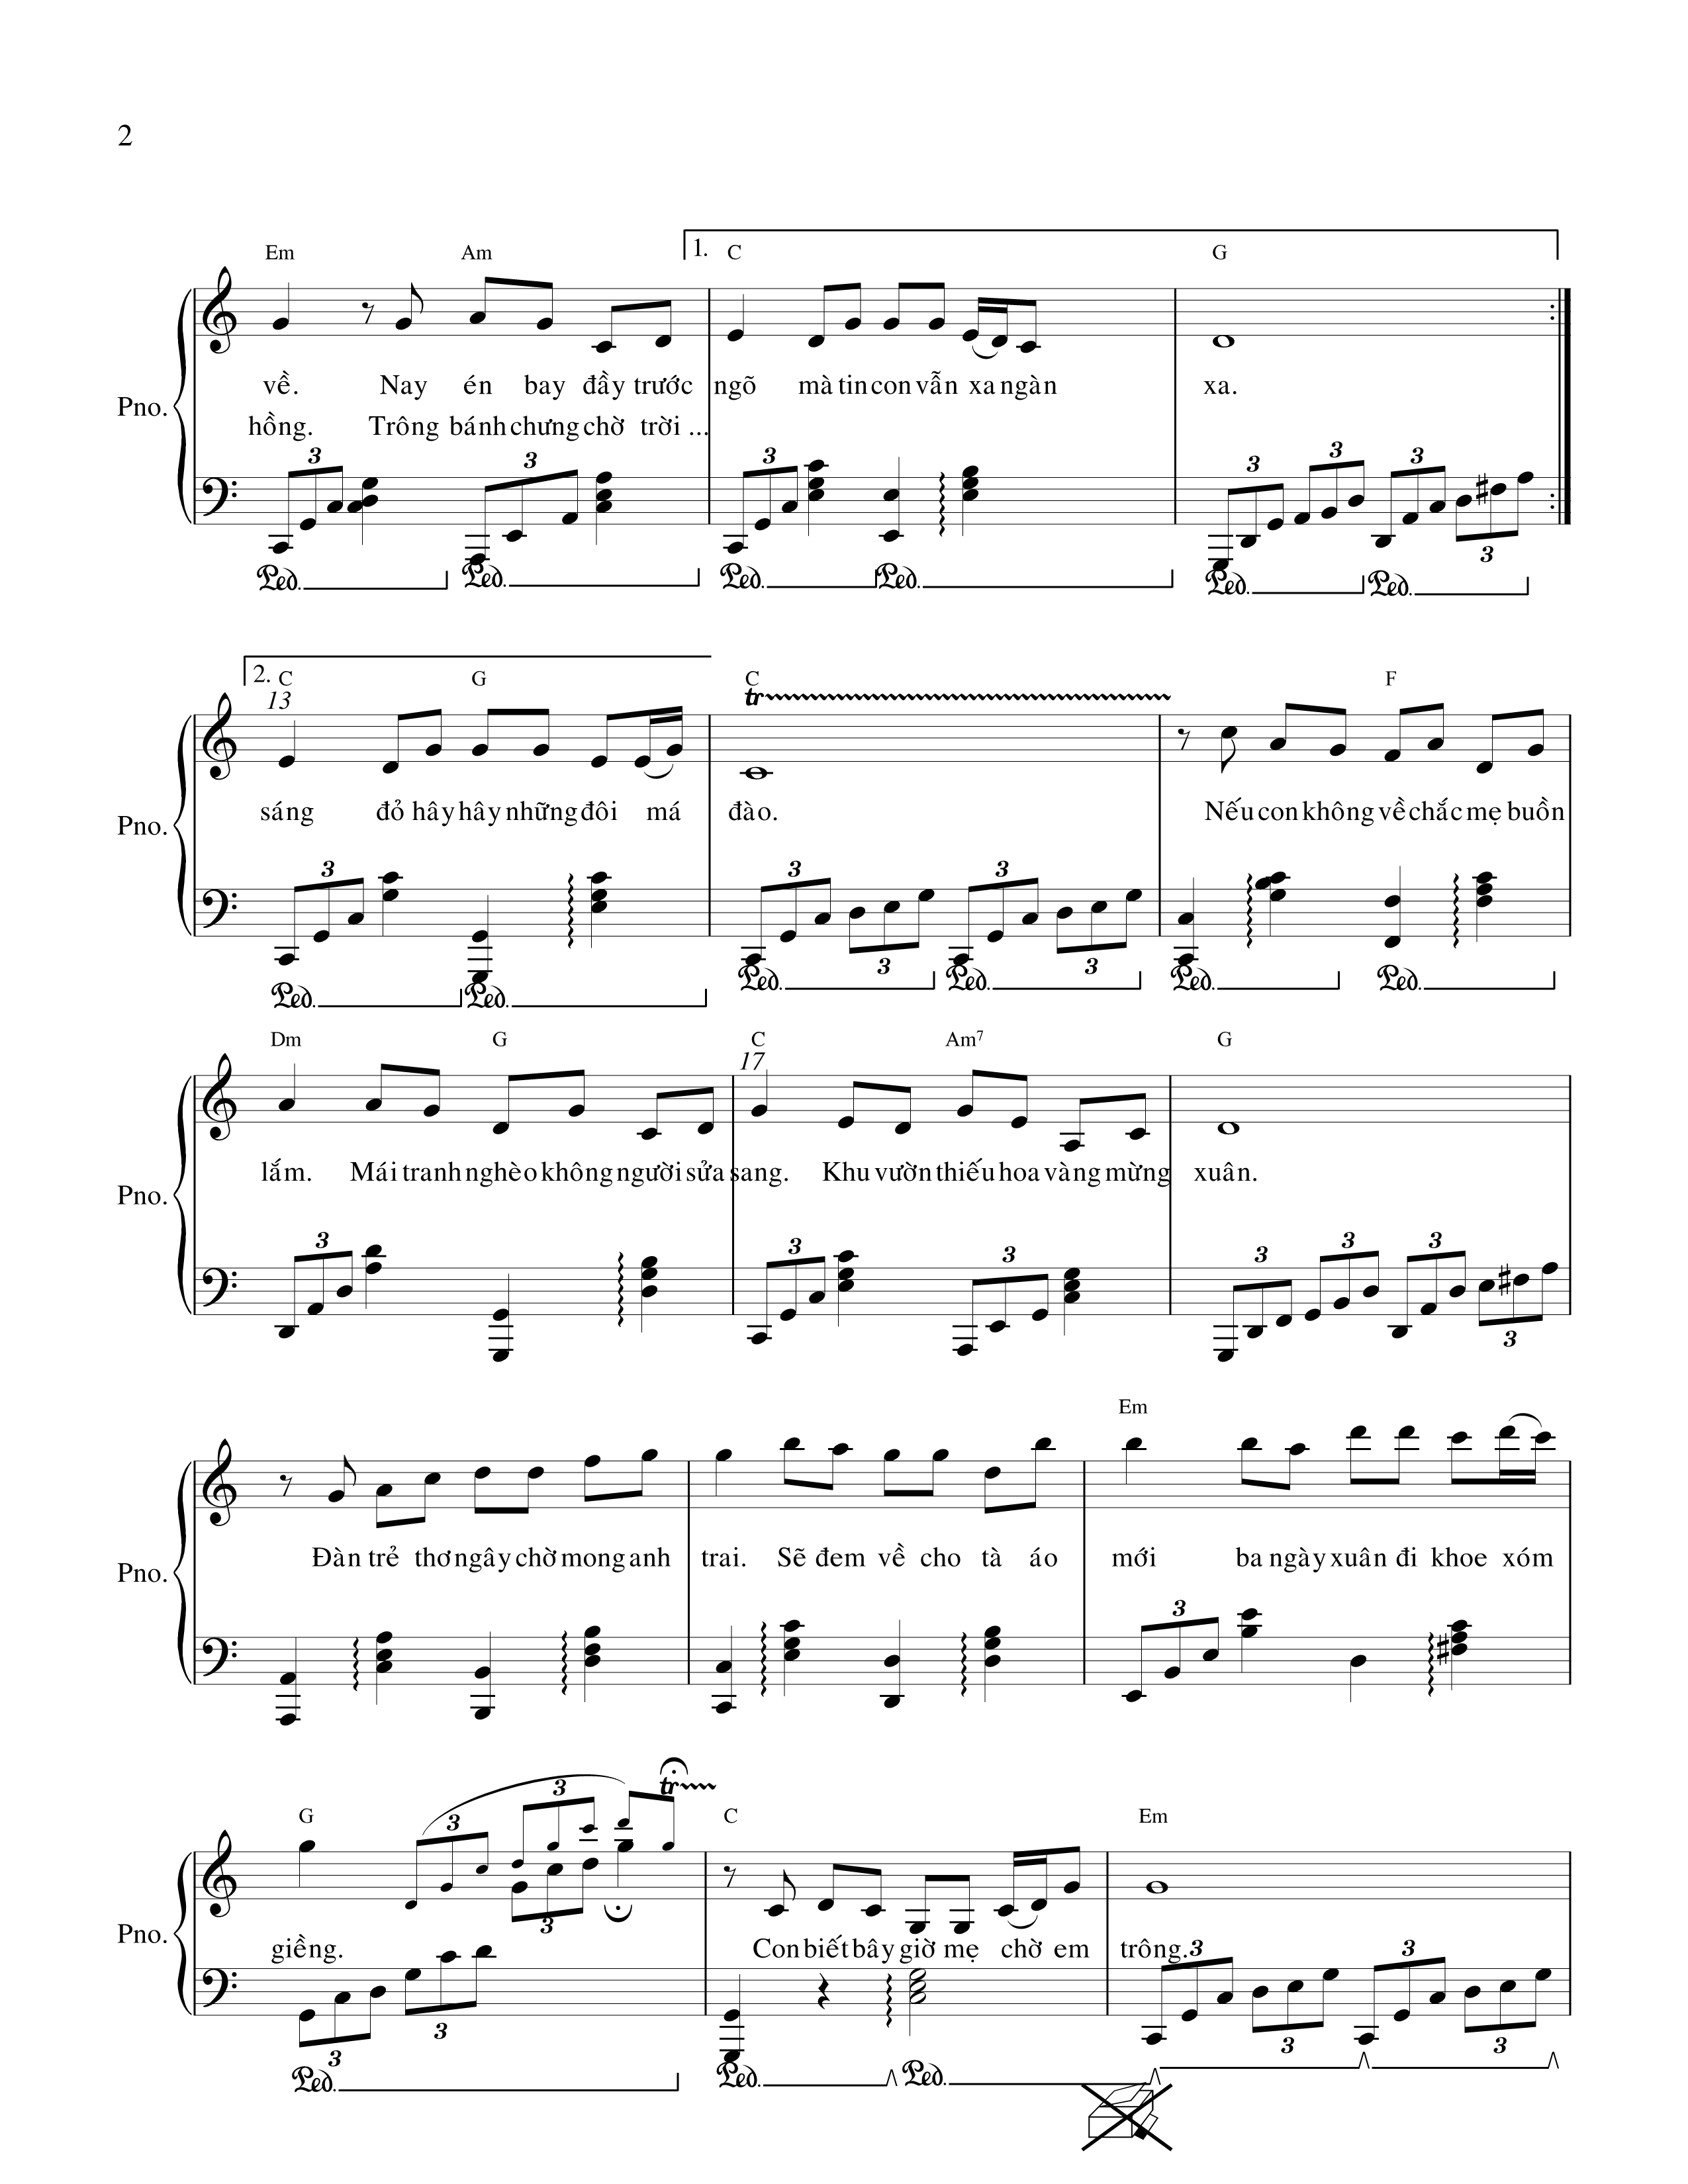 2
1.
Em Am C G
Pno.
về. Nay én bay đầy trước ngõ mà tin con vẫn xa ngàn xa.
hồng. Trông bánh chưng chờ trời ...
3 3 3 3 3 3 3
Ped. Ped. Ped. Ped. Ped. Ped.
2. C G C F
13 tr
Pno.
sáng đỏ hây hây những đôi má đào. Nếu con không về chắc mẹ buồn
3 3 3 3 3
Ped. Ped. Ped. Ped. Ped. Ped.
Dm G C Am7 G
17
Pno.
lắm. Mái tranh nghèo không người sửa sang. Khu vườn thiếu hoa vàng mừng xuân.
3 3 3 3 3 3 3
Em
Pno.
Đàn trẻ thơ ngây chờ mong anh trai. Sẽ đem về cho tà áo mới ba ngày xuân đi khoe xóm
3
tr
G 3 3 C Em
3
Pno.
giềng. Con biết bây giờ mẹ chờ em trông.
3 3 3 3 3 3
Ped. Ped. Ped.